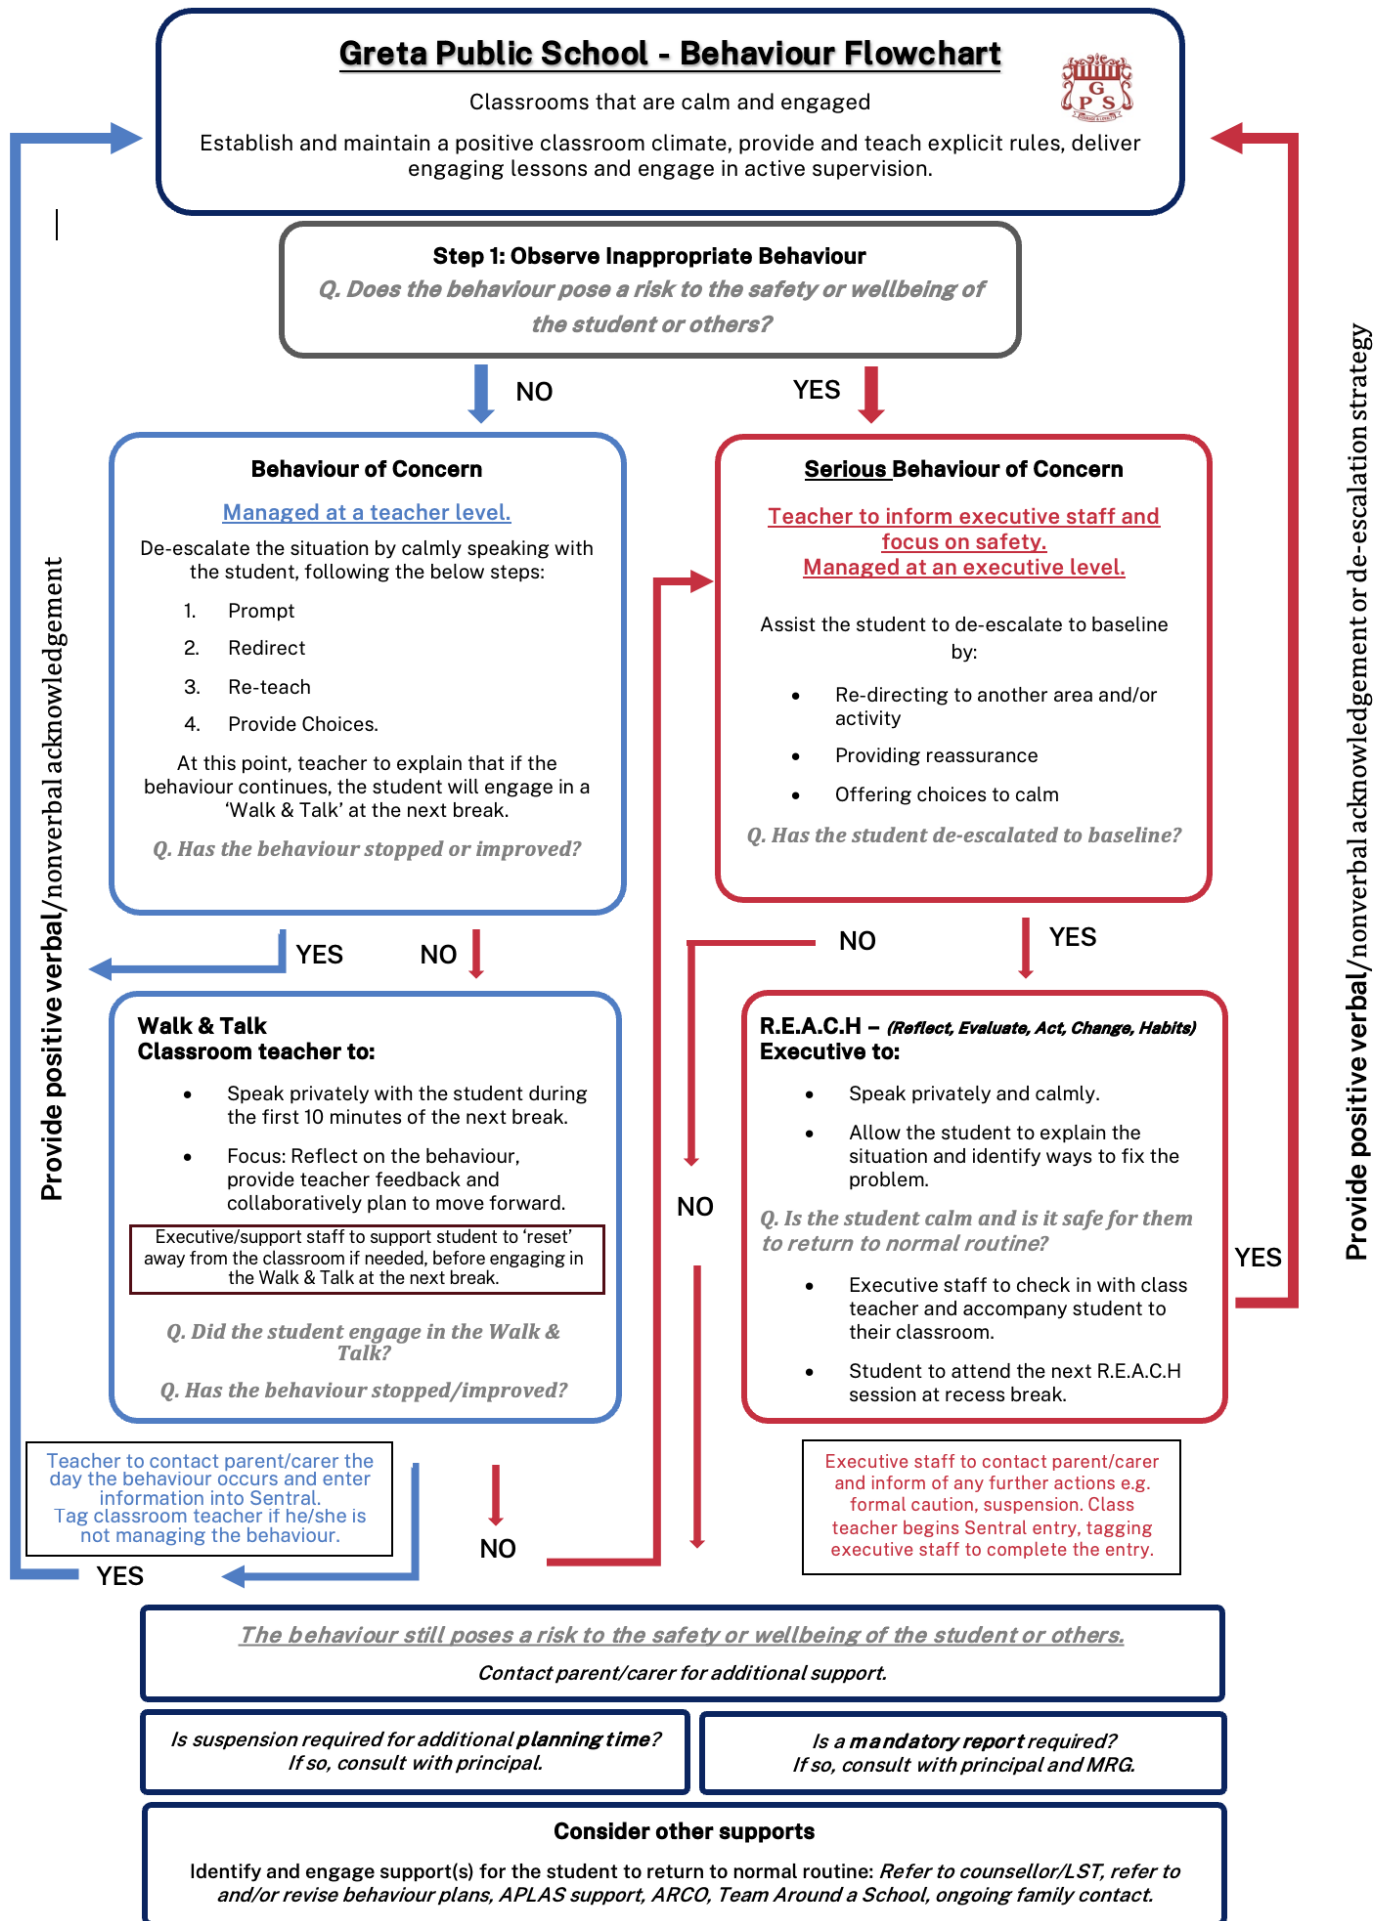 Greta Public School - Behaviour Flowchart
G
P S
Classrooms that are calm and engaged
Establish and maintain a positive classroom climate, provide and teach explicit rules, deliver
engaging lessons and engage in active supervision.
Step 1: Observe Inappropriate Behaviour
Q. Does the behaviour pose a risk to the safety or wellbeing of
the student or others?
NO
YES
Behaviour of Concern
Managed at a teacher level.
De-escalate the situation by calmly speaking with
the student, following the below steps:
1. Prompt
2. Redirect
3. Re-teach
4. Provide Choices.
At this point, teacher to explain that if the
behaviour continues, the student will engage in a
‘Walk & Talk’ at the next break.
Q. Has the behaviour stopped or improved?
Serious Behaviour of Concern
Teacher to inform executive staff and
focus on safety.
Managed at an executive level.
Assist the student to de-escalate to baseline
by:
• Re-directing to another area and/or
activity
• Providing reassurance
• Offering choices to calm
Q. Has the student de-escalated to baseline?
YES
NO
NO
YES
Walk & Talk
Classroom teacher to:
• Speak privately with the student during
the first 10 minutes of the next break.
• Focus: Reflect on the behaviour,
provide teacher feedback and
collaboratively plan to move forward.
Executive/support staff to support student to ‘reset’
away from the classroom if needed, before engaging in
the Walk & Talk at the next break.
Q. Did the student engage in the Walk &
Talk?
Q. Has the behaviour stopped/improved?
NO
R.E.A.C.H – (Reflect, Evaluate, Act, Change, Habits)
Executive to:
• Speak privately and calmly.
• Allow the student to explain the
situation and identify ways to fix the
problem.
Q. Is the student calm and is it safe for them
to return to normal routine?
• Executive staff to check in with class
teacher and accompany student to
their classroom.
• Student to attend the next R.E.A.C.H
session at recess break.
YES
Provide positive verbal/nonverbal acknowledgement
Provide positive verbal/nonverbal acknowledgement or de-escalation strategy
Teacher to contact parent/carer the
day the behaviour occurs and enter
information into Sentral.
Tag classroom teacher if he/she is
not managing the behaviour.
YES
NO
Executive staff to contact parent/carer
and inform of any further actions e.g.
formal caution, suspension. Class
teacher begins Sentral entry, tagging
executive staff to complete the entry.
The behaviour still poses a risk to the safety or wellbeing of the student or others.
Contact parent/carer for additional support.
Is suspension required for additional planning time?
If so, consult with principal.
Is a mandatory report required?
If so, consult with principal and MRG.
Consider other supports
Identify and engage support(s) for the student to return to normal routine: Refer to counsellor/LST, refer to
and/or revise behaviour plans, APLAS support, ARCO, Team Around a School, ongoing family contact.